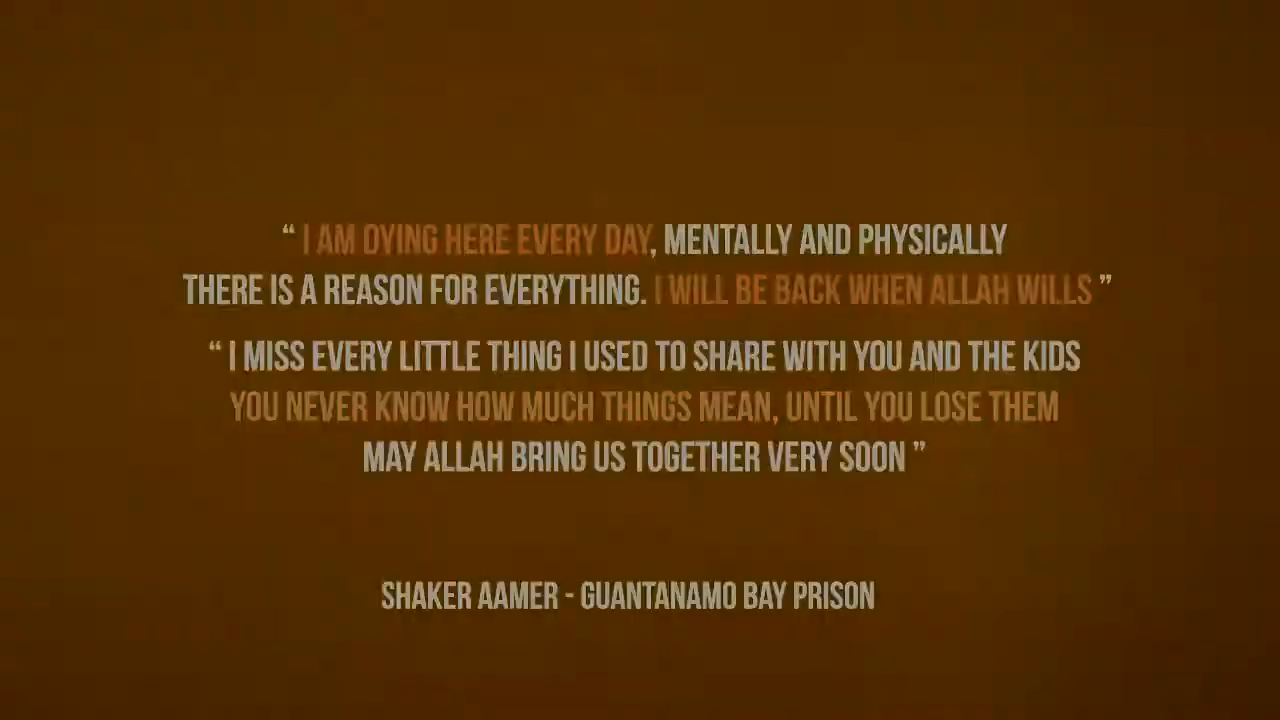 “ I AM DYING HERE EVERY DAY, MENTALLY AND PHYSICALLY
THERE IS A REASON FOR EVERYTHING. I WILL BE BACK WHEN ALLAH WILLS ”
“ I MISS EVERY LITTLE THING I USED TO SHARE WITH YOU AND THE KIDS
YOU NEVER KNOW HOW MUCH THINGS MEAN, UNTIL YOU LOSE THEM
MAY ALLAH BRING US TOGETHER VERY SOON ”
SHAKER AAMER - GUANTANAMO BAY PRISON